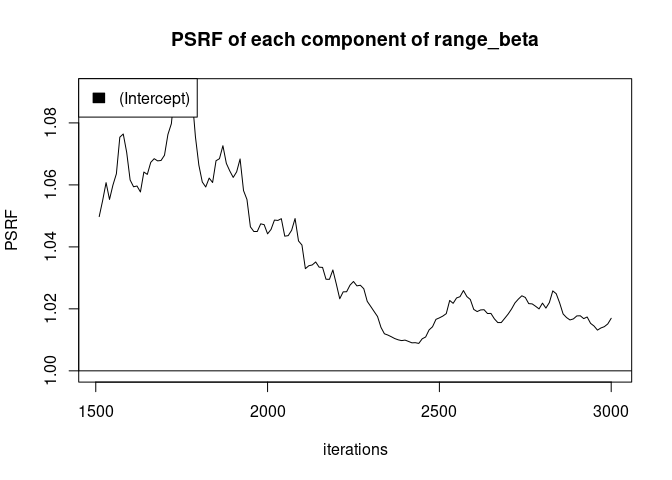 PSRF of each component of range_beta
(Intercept)
PSRF
1.08
1.06
1.04
1.02
1.00
1500 2000 2500 3000
iterations